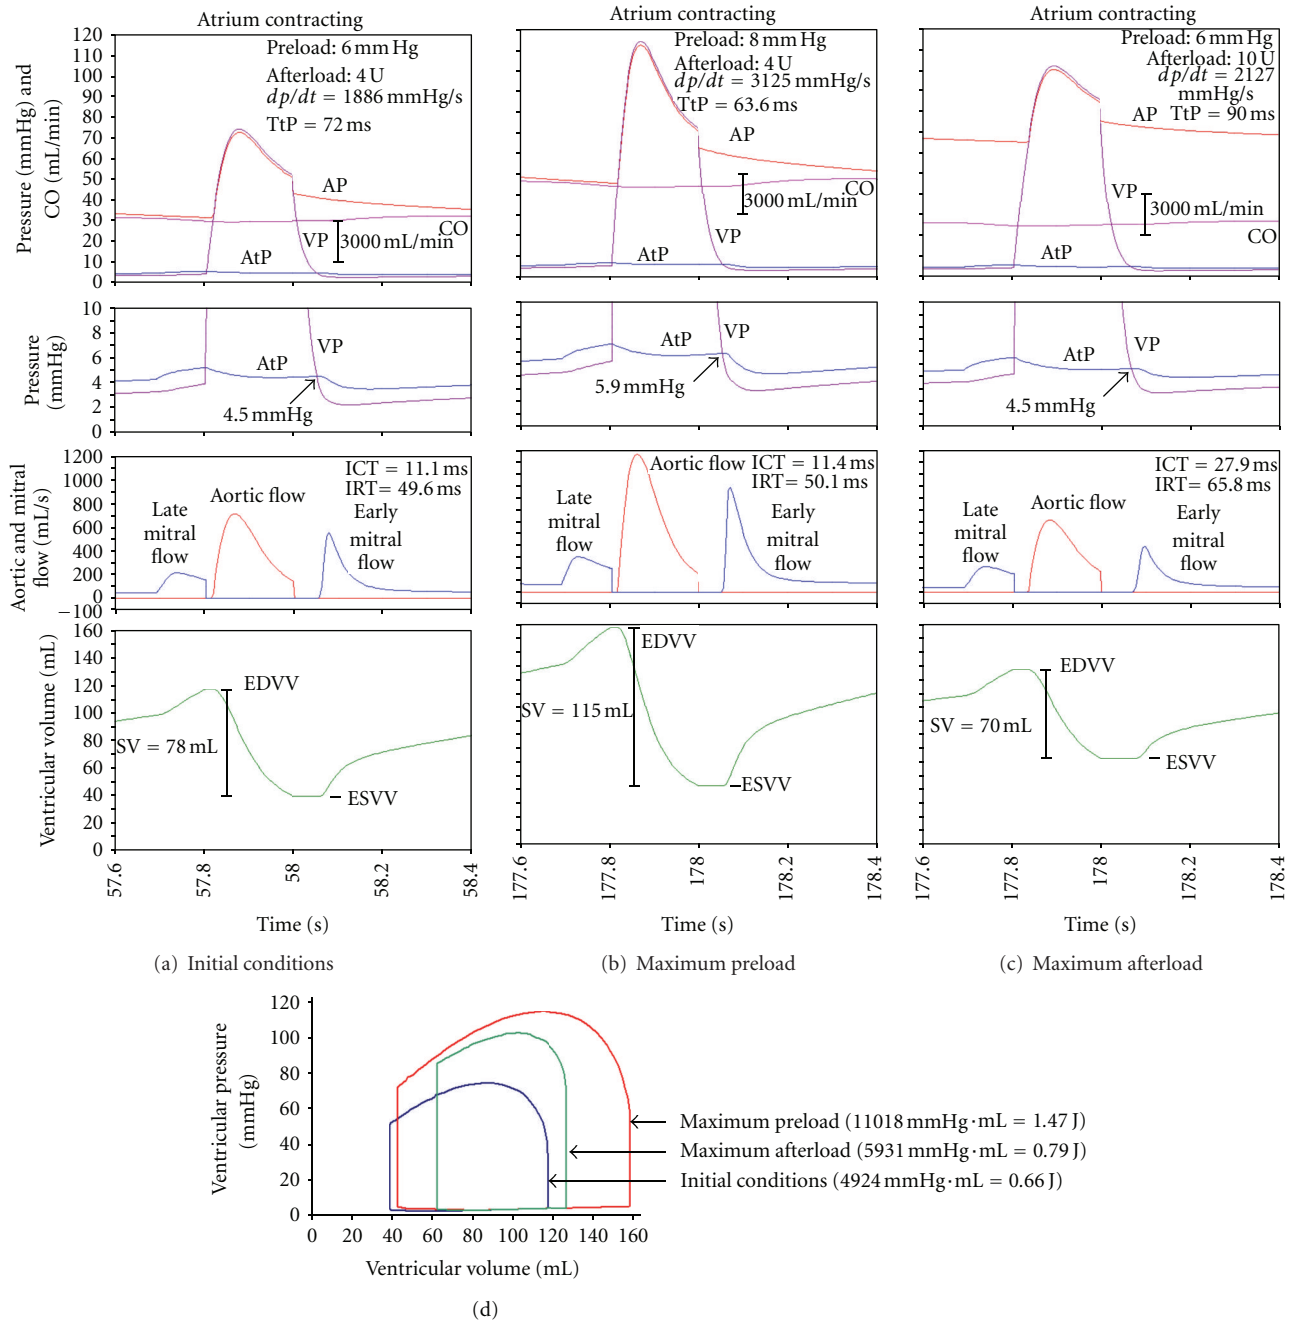 Atrium contracting
Preload: 6 mm Hg
Afterload: 4 U
dp/dt = 1886 mmHg/s
TtP = 72 ms
AP
VP
CO
3000 mL/min
AtP
Pressure (mmHg) and
CO (mL/min)
120
110
100
90
80
70
60
50
40
30
20
10
0
Atrium contracting
Preload: 8 mm Hg
Afterload: 4 U
dp/dt = 3125 mmHg/s
TtP = 63.6 ms
AP
CO
3000 mL/min
VP
AtP
Atrium contracting
Preload: 6 mm Hg
Afterload: 10 U
dp/dt = 2127
mmHg/s
TtP = 90 ms
AP
VP
3000 mL/min
CO
AtP
Pressure
(mmHg)
10
8
6
4
2
0
AtP
VP
4.5 mmHg
AtP
VP
5.9 mmHg
AtP
VP
4.5 mmHg
Aortic and mitral
flow (mL/s)
1200
1000
800
600
400
200
0
−100
ICT = 11.1 ms
IRT= 49.6 ms
Late
mitral
flow
Aortic flow
Early
mitral
flow
Aortic flow
ICT = 11.4 ms
IRT= 50.1 ms
Late
mitral
flow
Early
mitral
flow
ICT = 27.9 ms
IRT= 65.8 ms
Late
mitral
flow
Aortic flow
Early
mitral
flow
Ventricular volume (mL)
160
140
120
100
80
60
40
20
0
EDVV
SV = 78 mL
ESVV
EDVV
SV = 115 mL
ESVV
EDVV
SV = 70 mL
ESVV
57.6
57.8
58
58.2
58.4
177.6
177.8
178
178.2
178.4
177.6
177.8
178
178.2
178.4
Time (s)
Time (s)
Time (s)
(a) Initial conditions
(b) Maximum preload
(c) Maximum afterload
Ventricular pressure
(mmHg)
120
100
80
60
40
20
0
0
20
40
60
80
100
120
140
160
Ventricular volume (mL)
Maximum preload (11018 mmHg·mL = 1.47 J)
Maximum afterload (5931 mmHg·mL = 0.79 J)
Initial conditions (4924 mmHg·mL = 0.66 J)
(d)